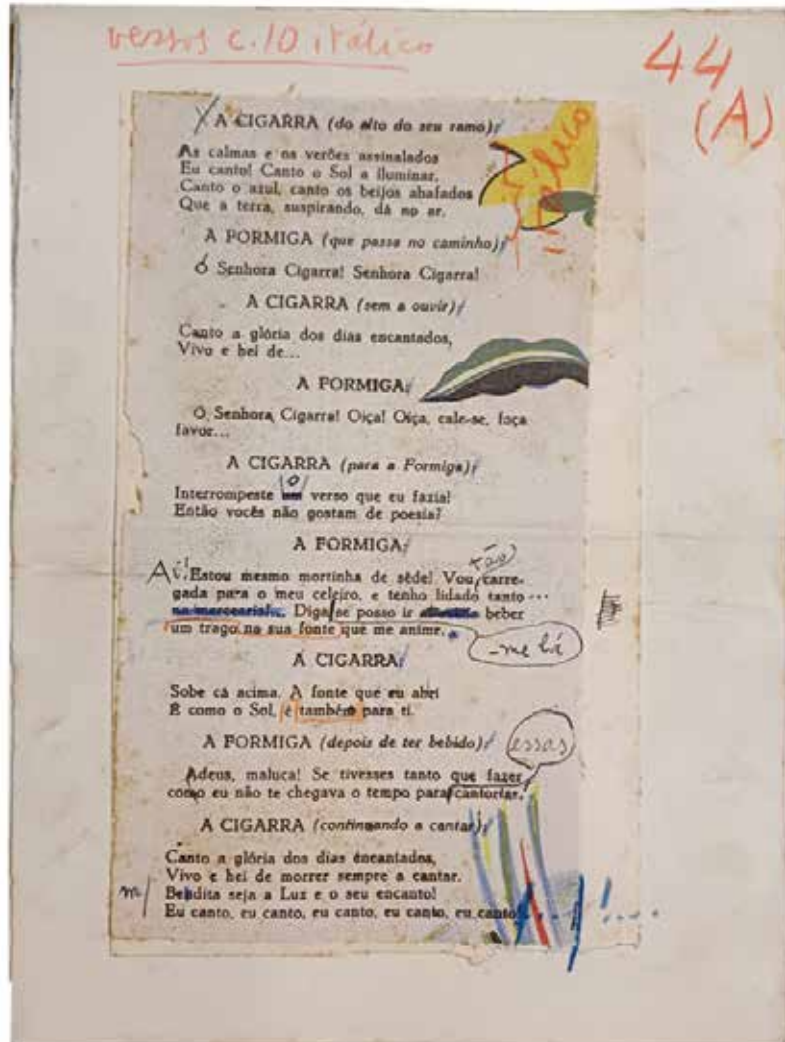 versos c. 10 itálico
44
(A)
A CIGARRA (do alto do seu ramo)
itálico
As calmas e os verões assinalados
Eu canto! Canto o Sol a iluminar,
Canto o azul, canto os beijos abafados
Que a terra, suspirando, dá no ar.
A FORMIGA (que passa no caminho)
Ó Senhora Cigarra! Senhora Cigarra!
A CIGARRA (sem a ouvir)
Canto a glória dos dias encantados,
Vivo e hei de...
A FORMIGA
Ó Senhora Cigarra! Oiça! Oiça, cale-se, faça
favor...
A CIGARRA (para a Formiga)
o
Interrompeste um verso que eu fazia!
Então vocês não gostam de poesia?
A FORMIGA
tão
Ai! Estou mesmo mortinha de sêde! Vou carre-
gada para o meu celeiro, e tenho lidado tanto ...
na mercearia!... Diga se posso ir beber
um trago na sua fonte que me anime.
-me lá
A CIGARRA
Sobe cá acima. A fonte que eu abri
É como o Sol, é também para ti.
A FORMIGA (depois de ter bebido)
essas
Adeus, maluca! Se tivesses tanto que fazer
como eu não te chegava o tempo para cantorias.
A CIGARRA (continuando a cantar)
Canto a glória dos dias encantados,
Vivo e hei de morrer sempre a cantar.
m/ Bendita seja a Luz e o seu encanto!
Eu canto, eu canto, eu canto, eu canto, eu canto...!...